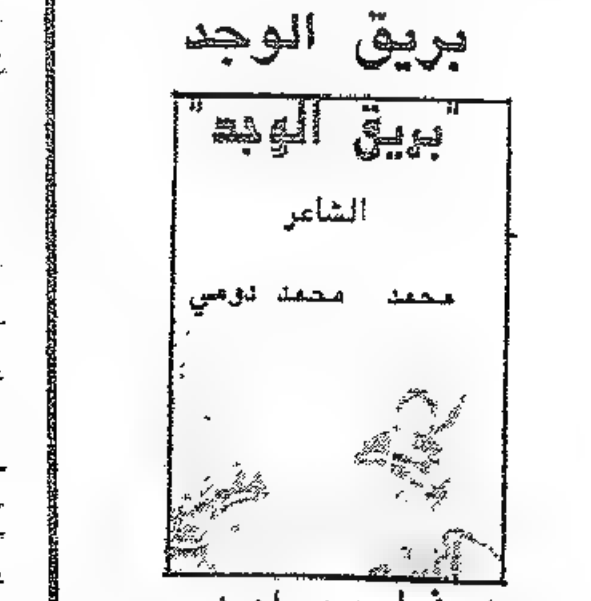 بريق الوجد
"بريق الوجد"
الشاعر
محمد محمد دومي